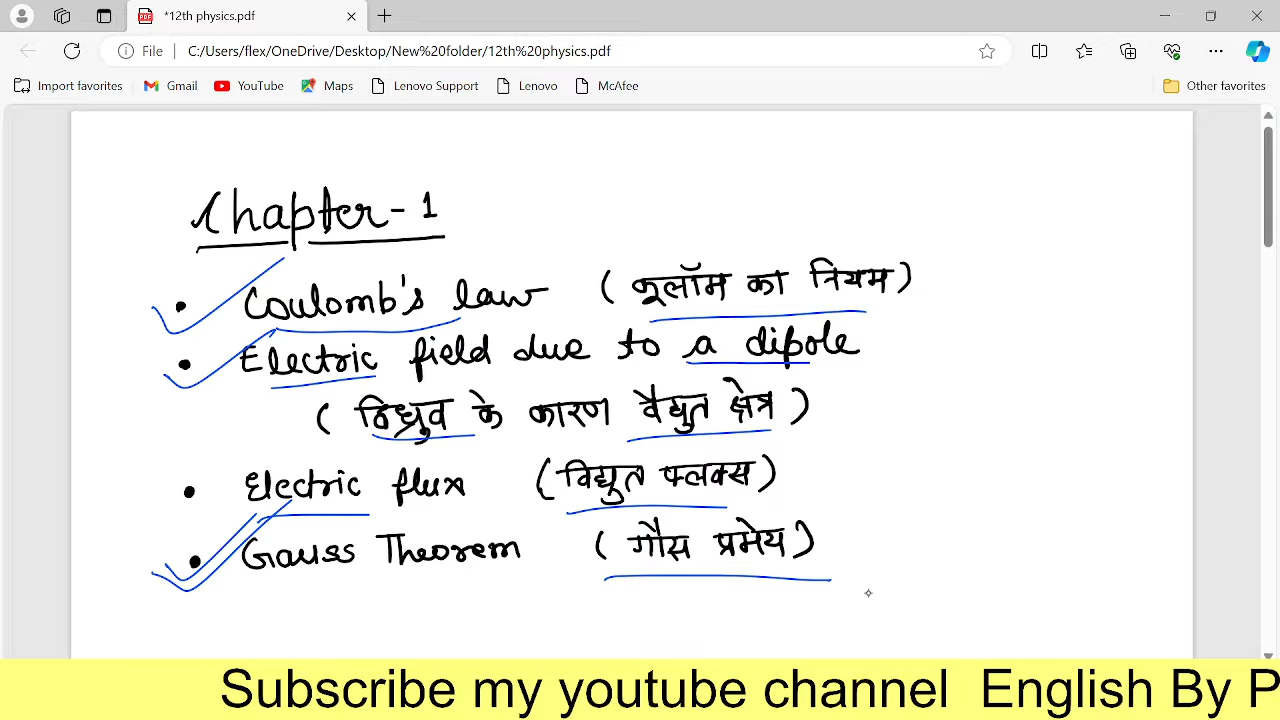 *12th physics.pdf
File C:/Users/flex/OneDrive/Desktop/New%20folder/12th%20physics.pdf
Import favorites Gmail YouTube Maps Lenovo Support Lenovo McAfee Other favorites
Chapter-1
• Coulomb's law (कूलॉम का नियम)
• Electric field due to a dipole
(द्विध्रुव के कारण वैद्युत क्षेत्र)
• Electric flux (विद्युत फ्लक्स)
• Gauss Theorem (गौस प्रमेय)
Subscribe my youtube channel English By P